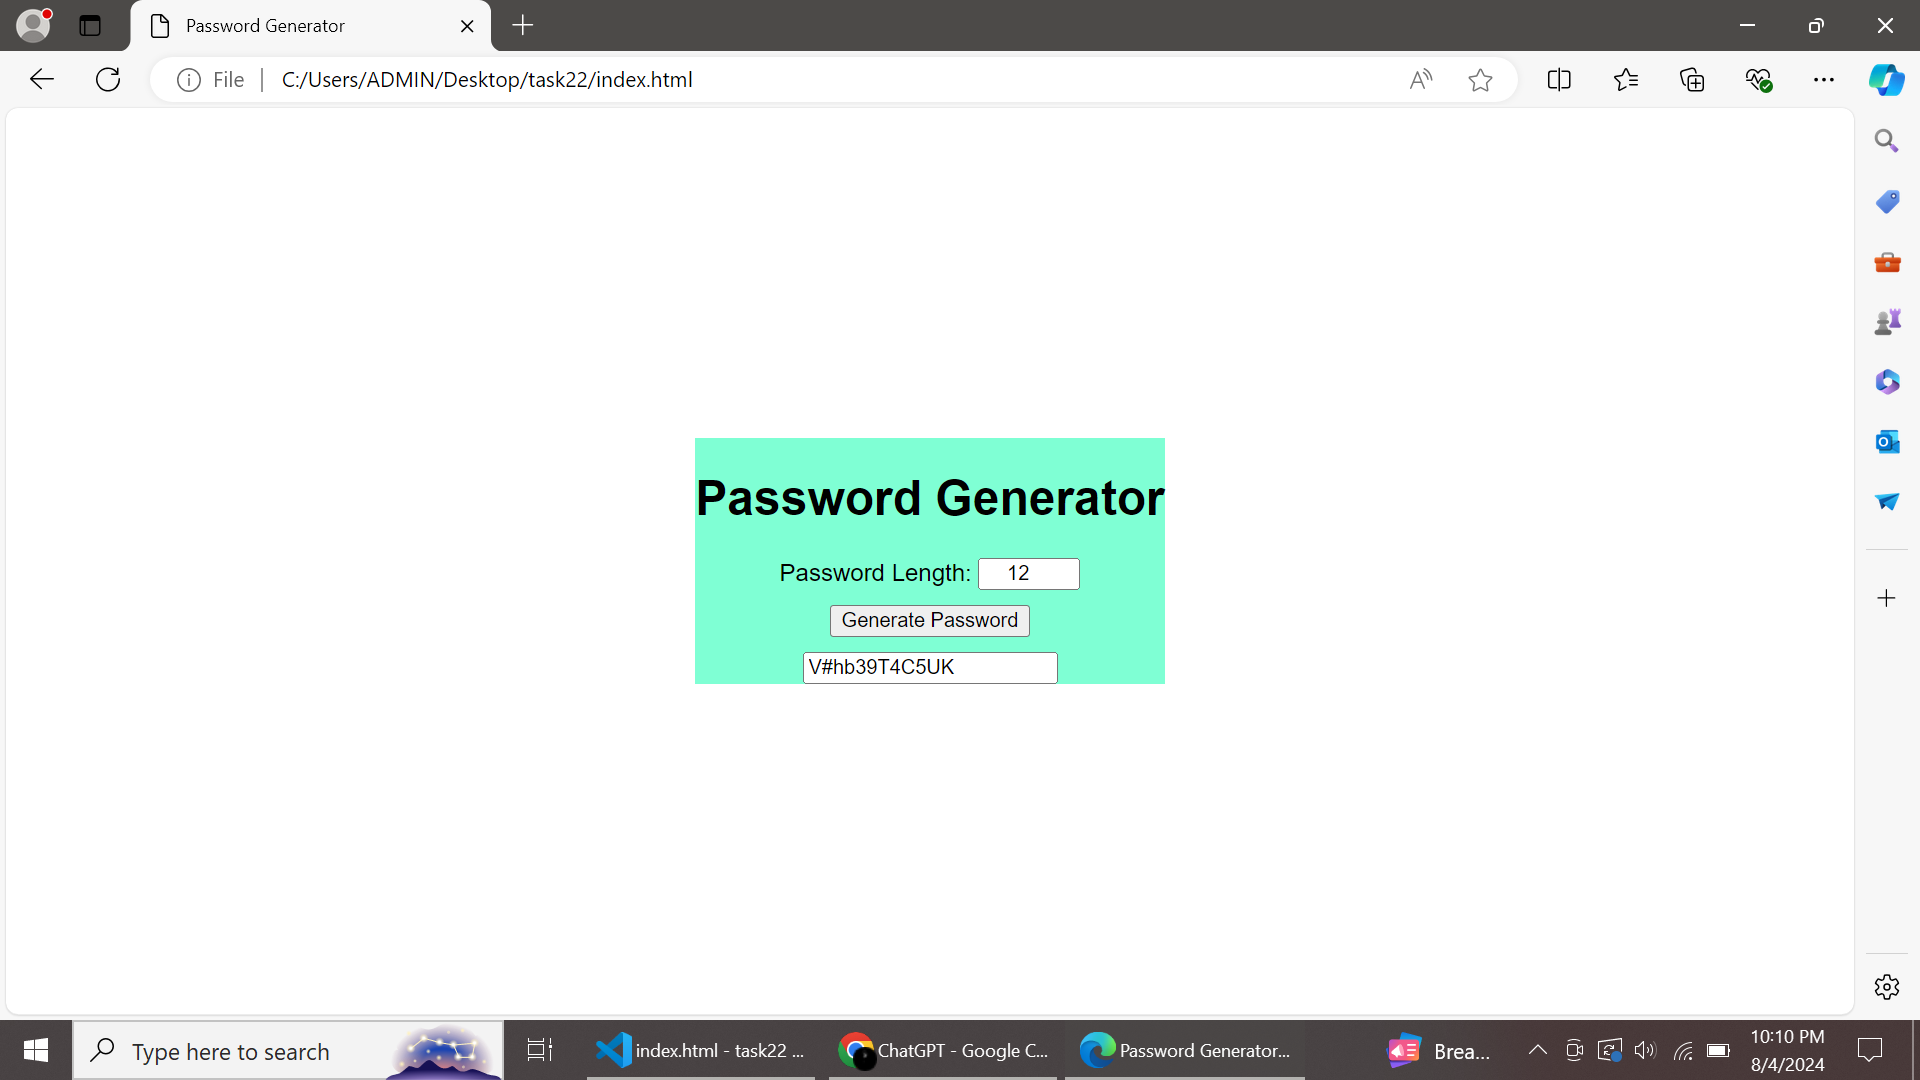 Password Generator
File
C:/Users/ADMIN/Desktop/task22/index.html
Password Generator
Password Length: 12
Generate Password
V#hb39T4C5UK
Type here to search
index.html - task22 ...
ChatGPT - Google C...
Password Generator...
Brea...
10:10 PM
8/4/2024